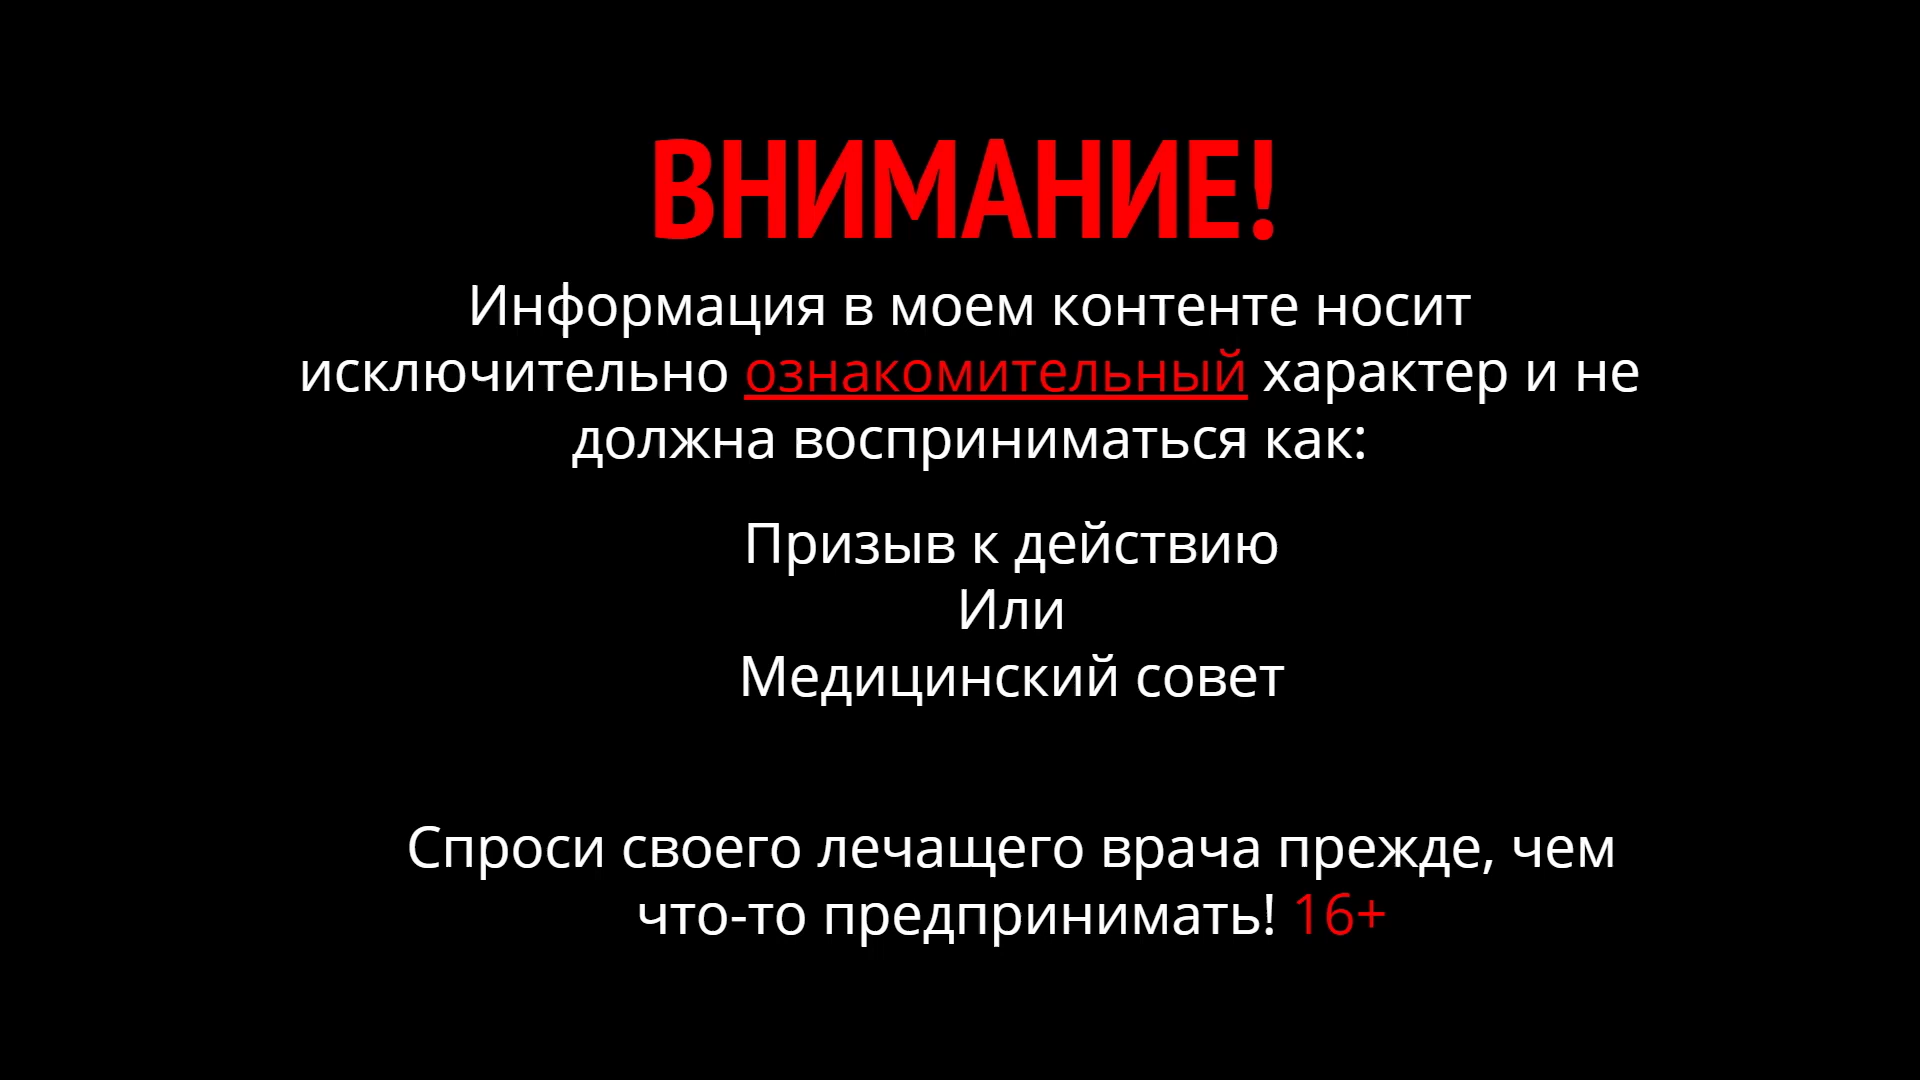 ВНИМАНИЕ!
Информация в моем контенте носит
исключительно ознакомительный характер и не
должна восприниматься как:
Призыв к действию
Или
Медицинский совет
Спроси своего лечащего врача прежде, чем
что-то предпринимать! 16+